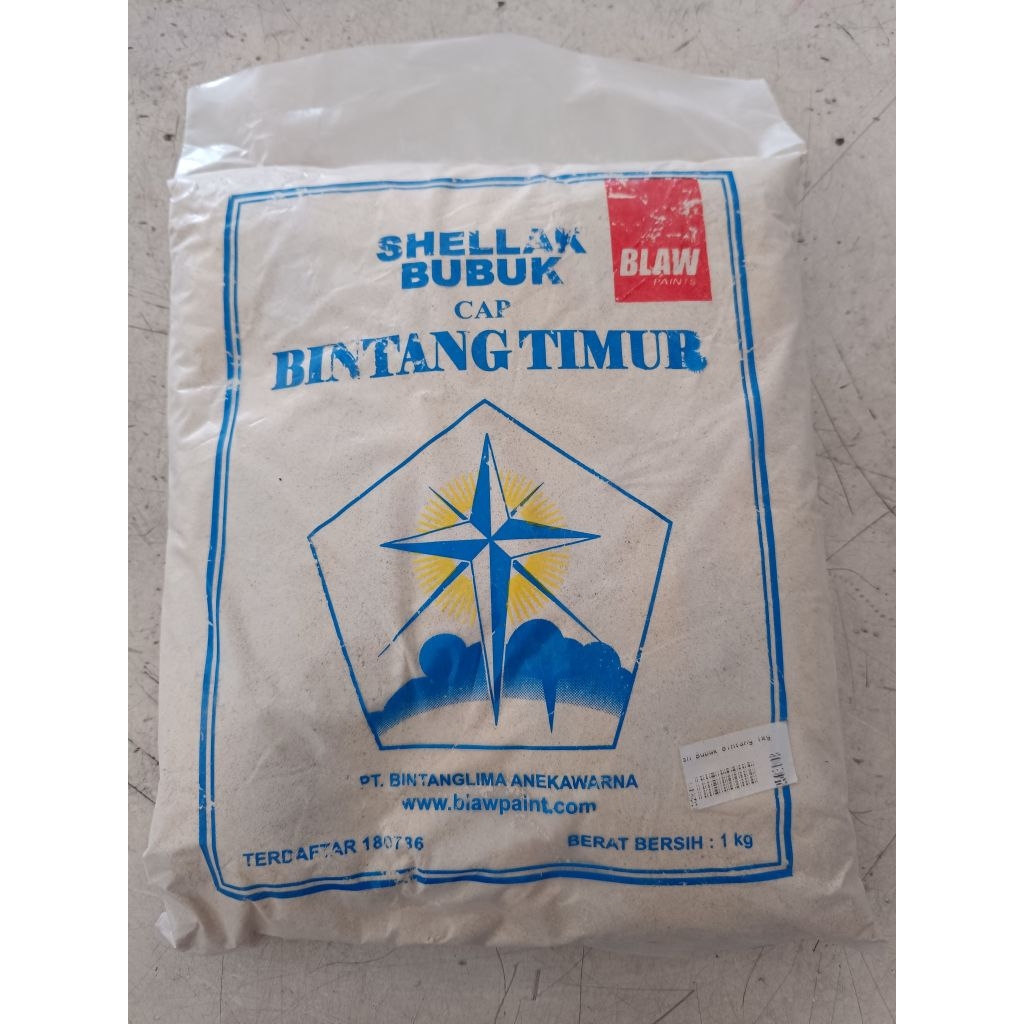 SHELLAK
BUBUK
CAP
BINTANG TIMUR
BLAW
PAINTS
PT. BINTANGLIMA ANEKAWARNA
www.blawpaint.com
TERDAFTAR 180736
BERAT BERSIH : 1 kg